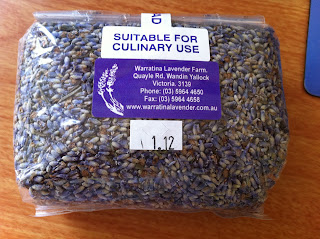 SUITABLE FOR
CULINARY USE
Warratina Lavender Farm,
Quayle Rd, Wandin Yallock
Victoria. 3139
Phone: (03) 5964 4650
Fax: (03) 5964 4655
www.warratinalavender.com.au
1.12